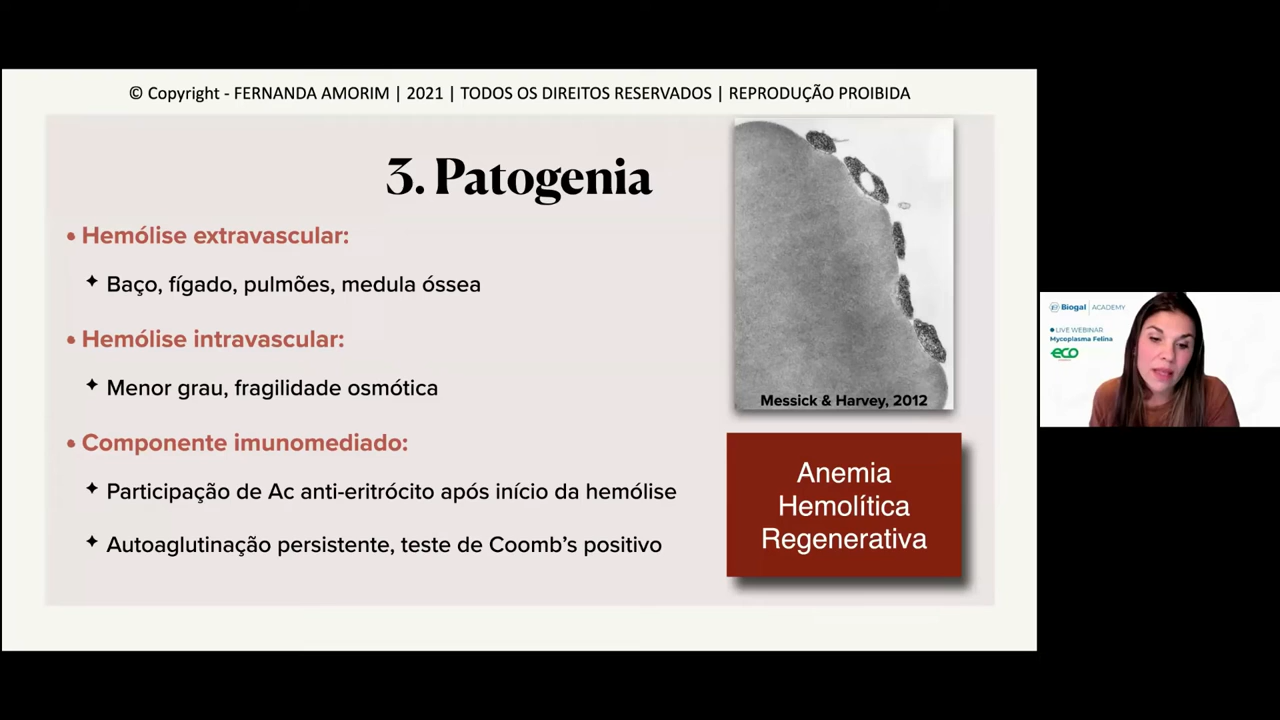 © Copyright - FERNANDA AMORIM | 2021 | TODOS OS DIREITOS RESERVADOS | REPRODUÇÃO PROIBIDA
3. Patogenia
• Hemólise extravascular:
✦ Baço, fígado, pulmões, medula óssea
• Hemólise intravascular:
✦ Menor grau, fragilidade osmótica
• Componente imunomediado:
✦ Participação de Ac anti-eritrócito após início da hemólise
✦ Autoaglutinação persistente, teste de Coomb's positivo
Messick & Harvey, 2012
Anemia
Hemolítica
Regenerativa
Biogal | ACADEMY
LIVE WEBINAR
Mycoplasma Felina
eco